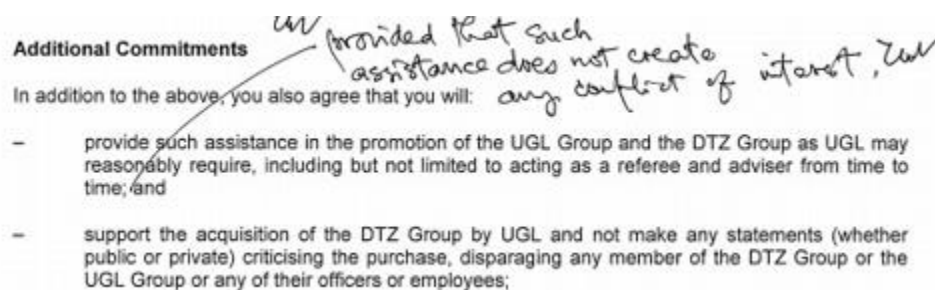 provided that such
Additional Commitments
assistance does not create
In addition to the above, you also agree that you will:
any conflict of interest,
– provide such assistance in the promotion of the UGL Group and the DTZ Group as UGL may
reasonably require, including but not limited to acting as a referee and adviser from time to
time; and
– support the acquisition of the DTZ Group by UGL and not make any statements (whether
public or private) criticising the purchase, disparaging any member of the DTZ Group or the
UGL Group or any of their officers or employees;